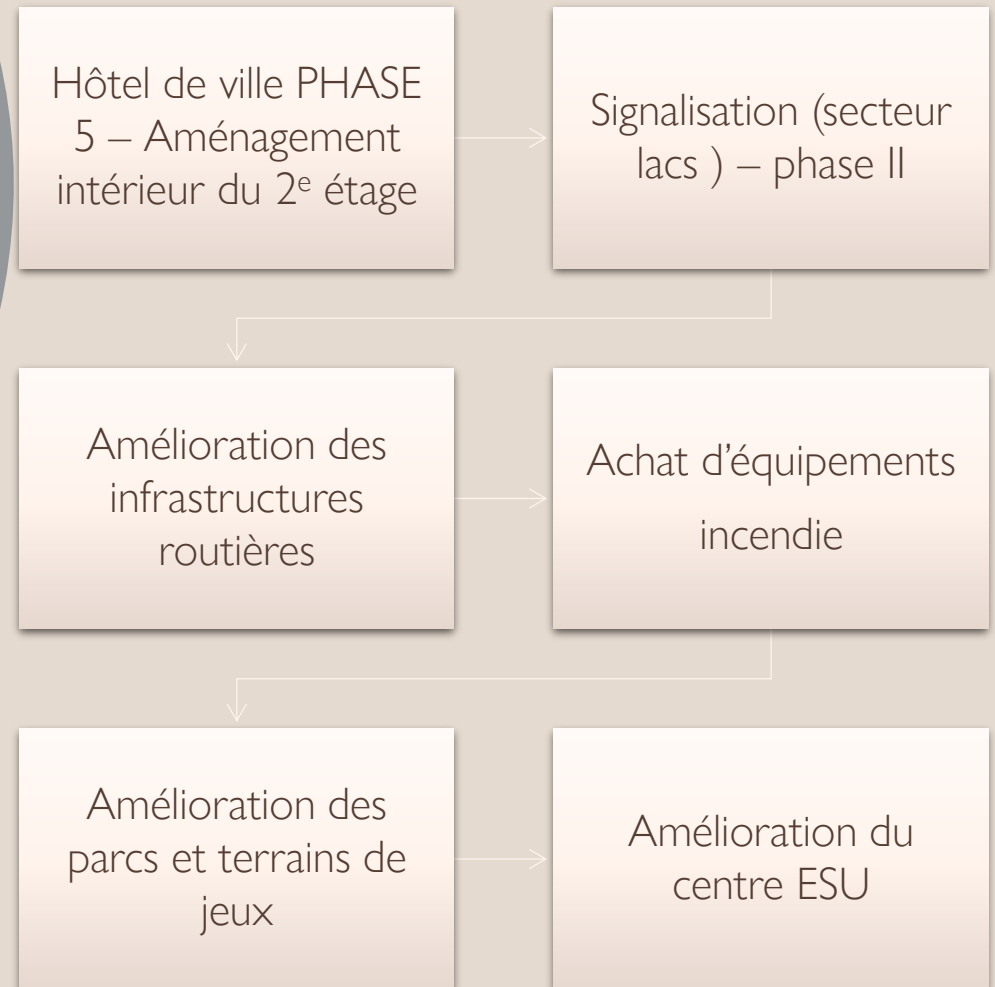 Hôtel de ville PHASE
5 – Aménagement
intérieur du 2e étage
Signalisation (secteur
lacs ) – phase II
Amélioration des
infrastructures
routières
Achat d’équipements
incendie
Amélioration des
parcs et terrains de
jeux
Amélioration du
centre ESU